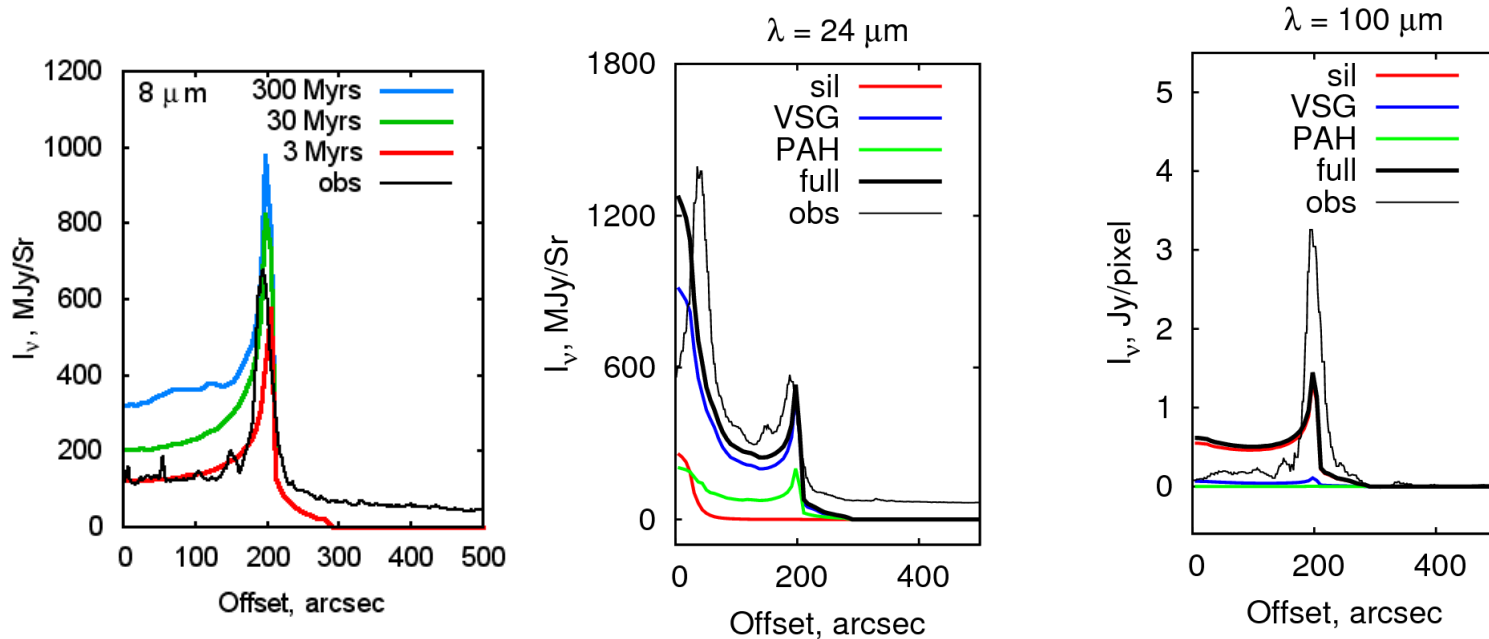 8 μm
300 Myrs
30 Myrs
3 Myrs
obs
1200
1000
800
600
400
200
0
I_ν, MJy/Sr
0 100 200 300 400 500
Offset, arcsec
λ = 24 μm
sil
VSG
PAH
full
obs
1800
1200
600
0
I_ν, MJy/Sr
0 200 400
Offset, arcsec
λ = 100 μm
sil
VSG
PAH
full
obs
5
4
3
2
1
0
I_ν, Jy/pixel
0 200 400
Offset, arcsec